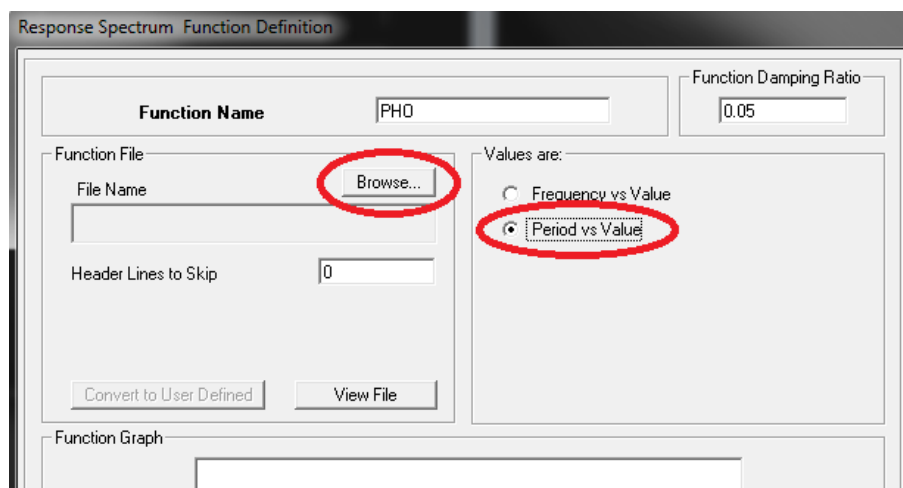 Response Spectrum Function Definition
Function Name
PHO
Function Damping Ratio
0.05
Function File
File Name
Browse...
Header Lines to Skip
0
Convert to User Defined
View File
Values are:
Frequency vs Value
Period vs Value
Function Graph